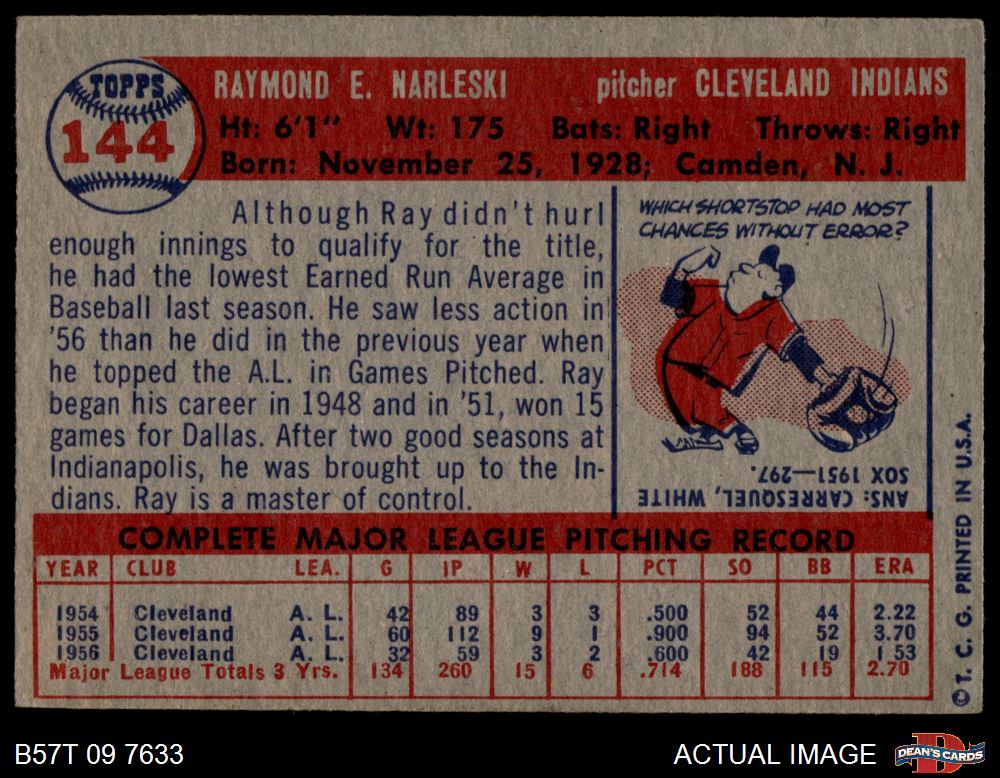 TOPPS
144
RAYMOND E. NARLESKI pitcher CLEVELAND INDIANS
Ht: 6'1" Wt: 175 Bats: Right Throws: Right
Born: November 25, 1928; Camden, N. J.
Although Ray didn't hurl
enough innings to qualify for the title,
he had the lowest Earned Run Average in
Baseball last season. He saw less action in
'56 than he did in the previous year when
he topped the A.L. in Games Pitched. Ray
began his career in 1948 and in '51, won 15
games for Dallas. After two good seasons at
Indianapolis, he was brought up to the In-
dians. Ray is a master of control.
WHICH SHORTSTOP HAD MOST
CHANCES WITHOUT ERROR?
ANS: CARRESQUEL, WHITE
SOX 1951—297.
COMPLETE MAJOR LEAGUE PITCHING RECORD
YEAR CLUB LEA. G IP W L PCT SO BB ERA
1954 Cleveland A. L. 42 89 3 3 .500 52 44 2.22
1955 Cleveland A. L. 60 112 9 1 .900 94 52 3.70
1956 Cleveland A. L. 32 59 3 2 .600 42 19 1 53
Major League Totals 3 Yrs. 134 260 15 6 .714 188 115 2.70
©T. C. G. PRINTED IN U.S.A.
B57T 09 7633 ACTUAL IMAGE
DEAN'S CARDS